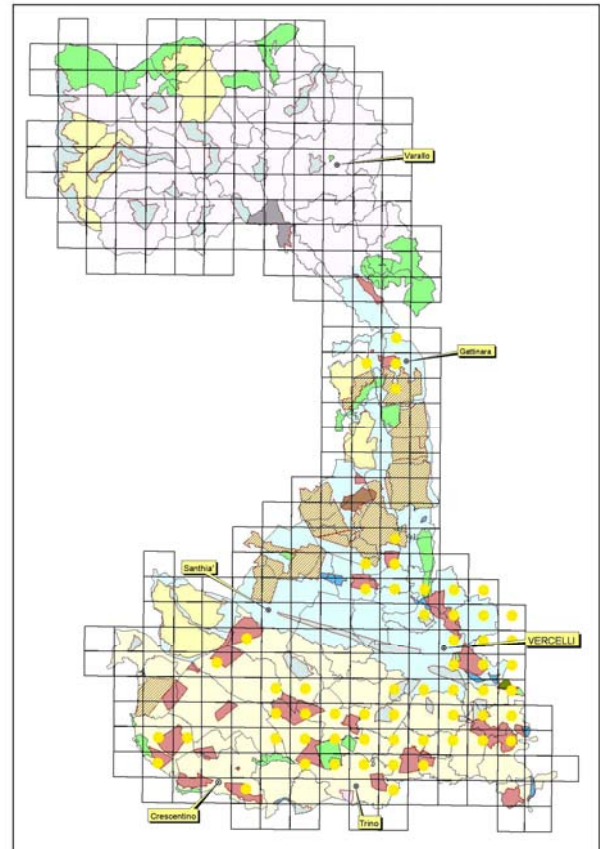 Varallo
Gattinara
Santhia'
VERCELLI
Crescentino
Trino